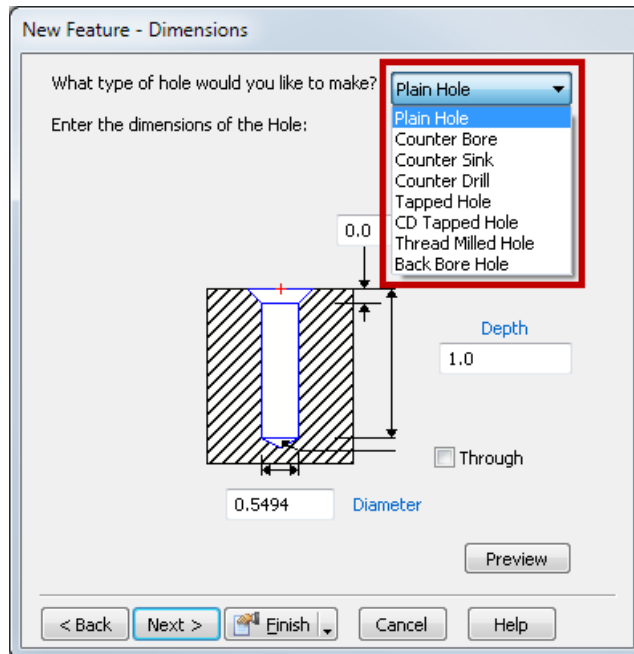 New Feature - Dimensions
What type of hole would you like to make?
Plain Hole
Enter the dimensions of the Hole:
Plain Hole
Counter Bore
Counter Sink
Counter Drill
Tapped Hole
CD Tapped Hole
Thread Milled Hole
Back Bore Hole
0.0
Depth
1.0
Through
0.5494
Diameter
Preview
< Back
Next >
Finish
Cancel
Help